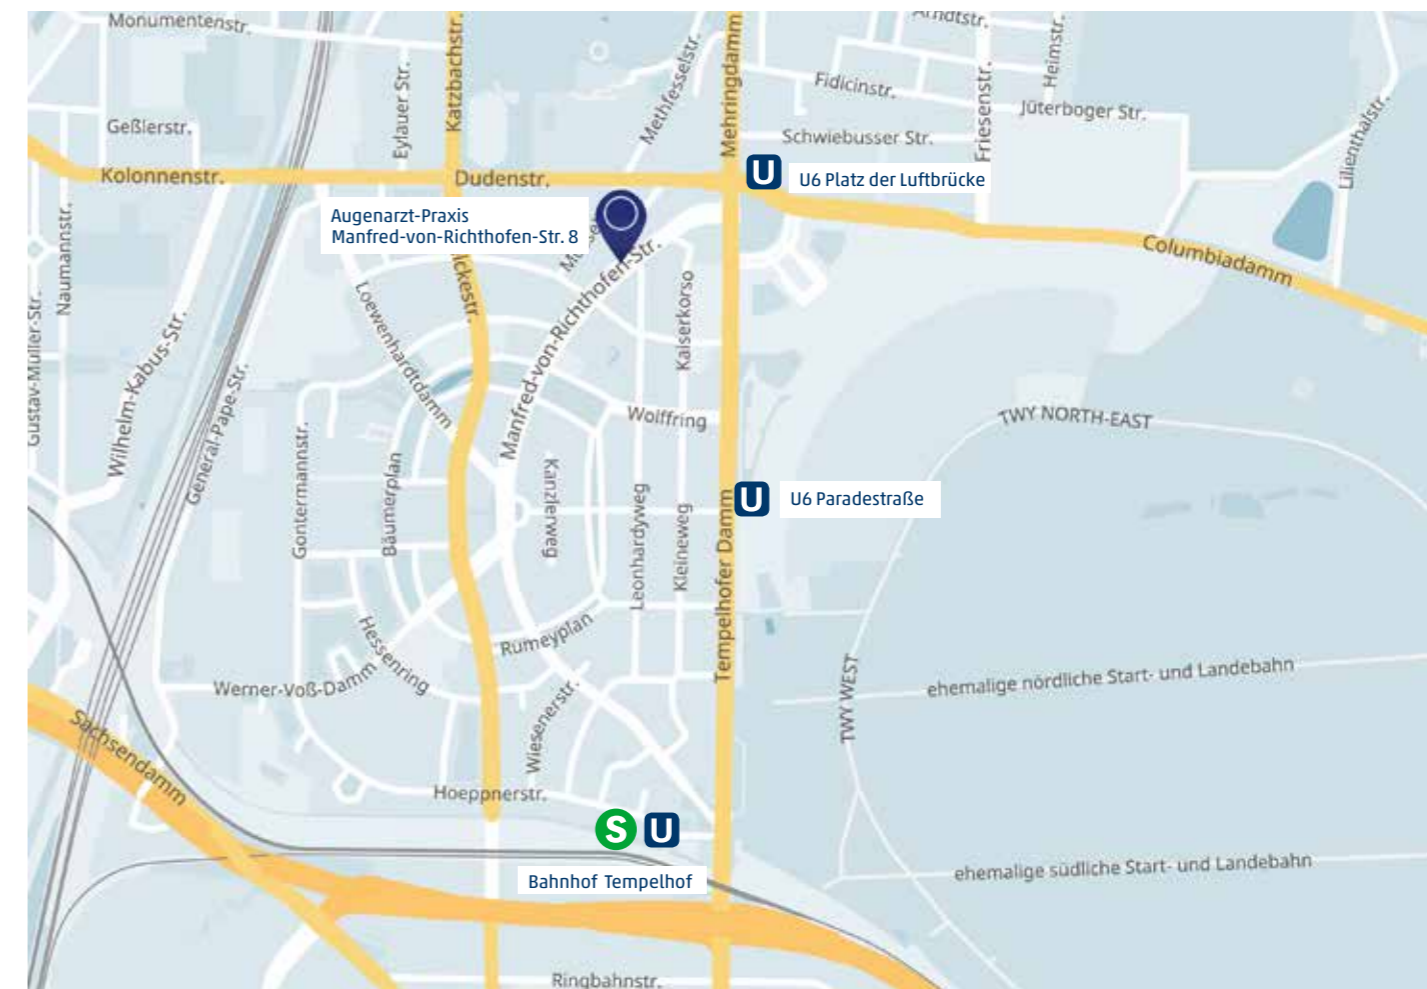 Monumentenstr.
Katzbachstr.
Eylauer Str.
Methfesselstr.
Mehringdamm
Arndtstr.
Heimstr.
Fidicinstr.
Friesenstr.
Jüterboger Str.
Lilienthalstr.
Geßlerstr.
Schwiebusser Str.
Kolonnenstr.
Dudenstr.
U
U6 Platz der Luftbrücke
Augenarzt-Praxis
Manfred-von-Richthofen-Str. 8
Columbiadamm
Naumannstr.
Gustav-Müller-Str.
Wilhelm-Kabus-Str.
General-Pape-Str.
Loewenhardtdamm
Manfred-von-Richthofen-Str.
Kaiserkorso
Wolffring
TWY NORTH-EAST
Gontermannstr.
Bäumerplan
Kanzlerweg
Leonhardyweg
Kleineweg
Tempelhofer Damm
U
U6 Paradestraße
Hessenring
Rumeyplan
Werner-Voß-Damm
Wiesenerstr.
TWY WEST
ehemalige nördliche Start- und Landebahn
Sachsendamm
Hoeppnerstr.
S U
Bahnhof Tempelhof
ehemalige südliche Start- und Landebahn
Ringbahnstr.